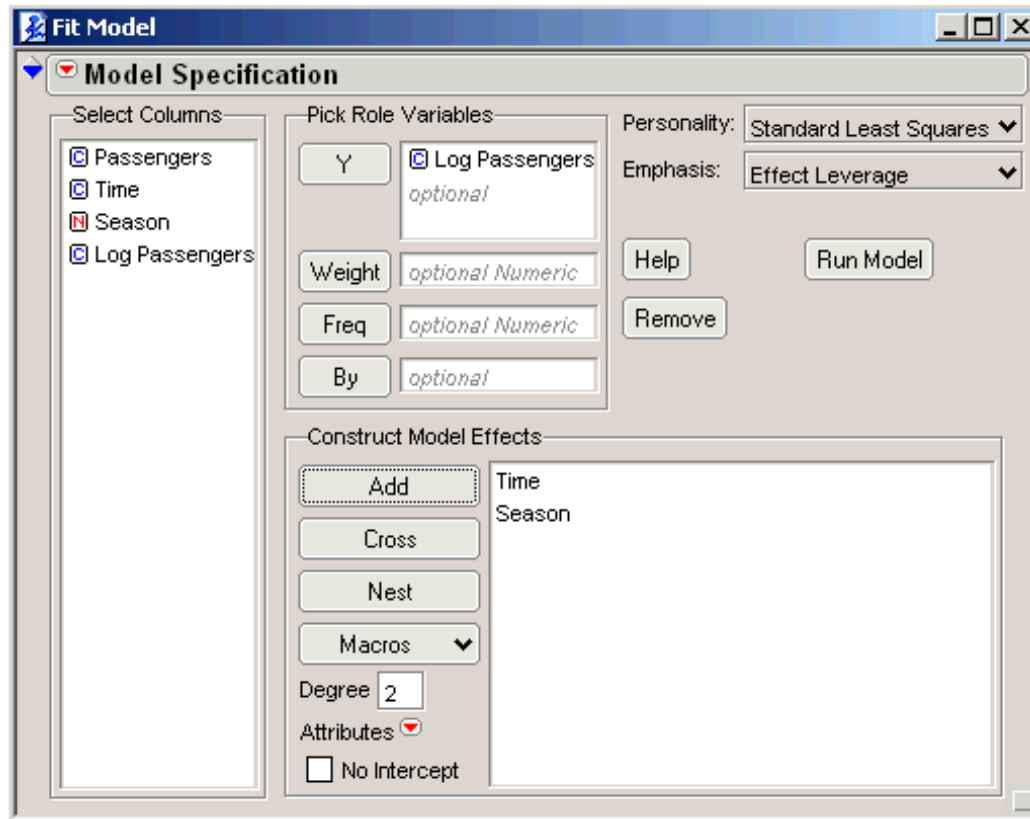 Fit Model
Model Specification
Select Columns
C Passengers
C Time
N Season
C Log Passengers
Pick Role Variables
Y
C Log Passengers
optional
Weight
optional Numeric
Freq
optional Numeric
By
optional
Personality:
Standard Least Squares
Emphasis:
Effect Leverage
Help
Run Model
Remove
Construct Model Effects
Add
Cross
Nest
Macros
Degree 2
Attributes
No Intercept
Time
Season